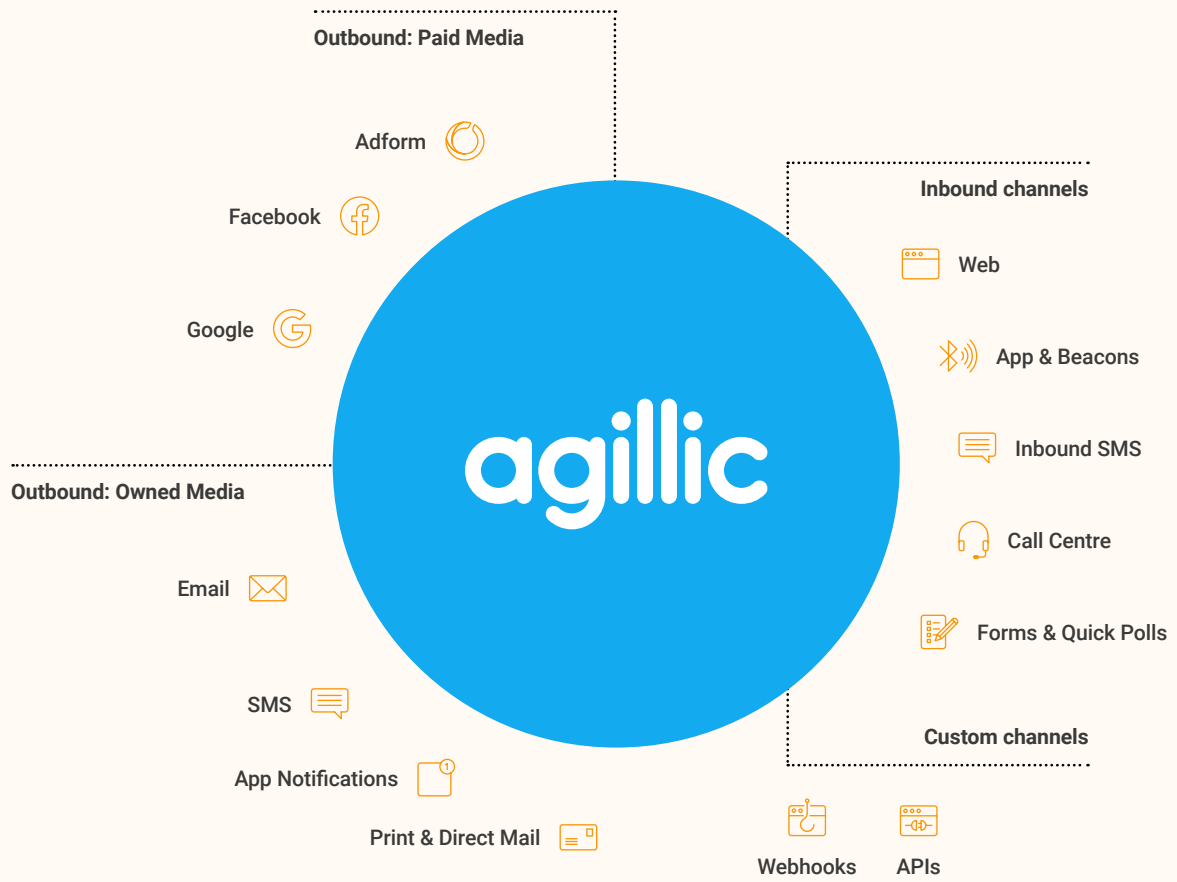 Outbound: Paid Media
Adform
Facebook
Google
Outbound: Owned Media
Email
SMS
App Notifications
1
Print & Direct Mail
agillic
Inbound channels
Web
App & Beacons
Inbound SMS
Call Centre
Forms & Quick Polls
Custom channels
Webhooks
APIs